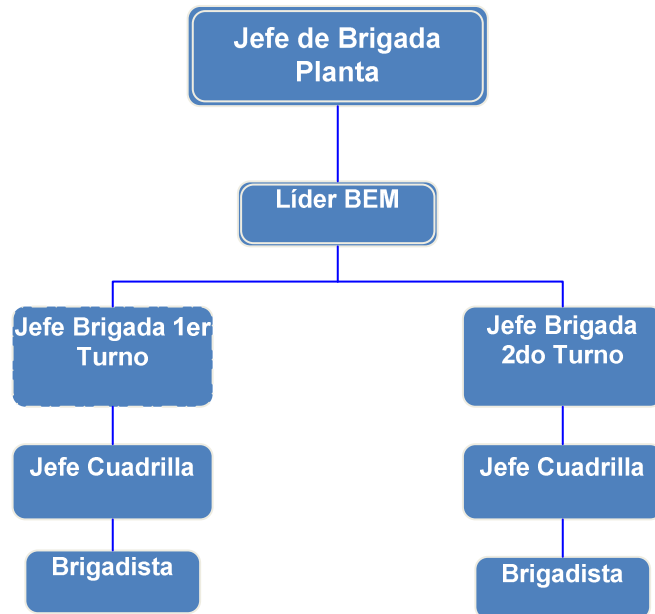 Jefe de Brigada
Planta
Líder BEM
Jefe Brigada 1er
Turno
Jefe Brigada
2do Turno
Jefe Cuadrilla
Jefe Cuadrilla
Brigadista
Brigadista